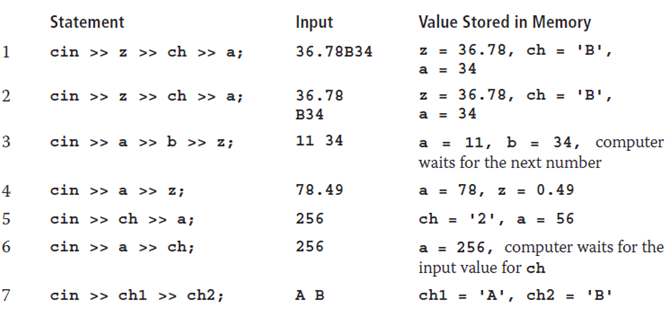 Statement Input Value Stored in Memory
1 cin >> z >> ch >> a; 36.78B34 z = 36.78, ch = 'B',
a = 34
2 cin >> z >> ch >> a; 36.78 z = 36.78, ch = 'B',
B34 a = 34
3 cin >> a >> b >> z; 11 34 a = 11, b = 34, computer
waits for the next number
4 cin >> a >> z; 78.49 a = 78, z = 0.49
5 cin >> ch >> a; 256 ch = '2', a = 56
6 cin >> a >> ch; 256 a = 256, computer waits for the
input value for ch
7 cin >> ch1 >> ch2; A B ch1 = 'A', ch2 = 'B'